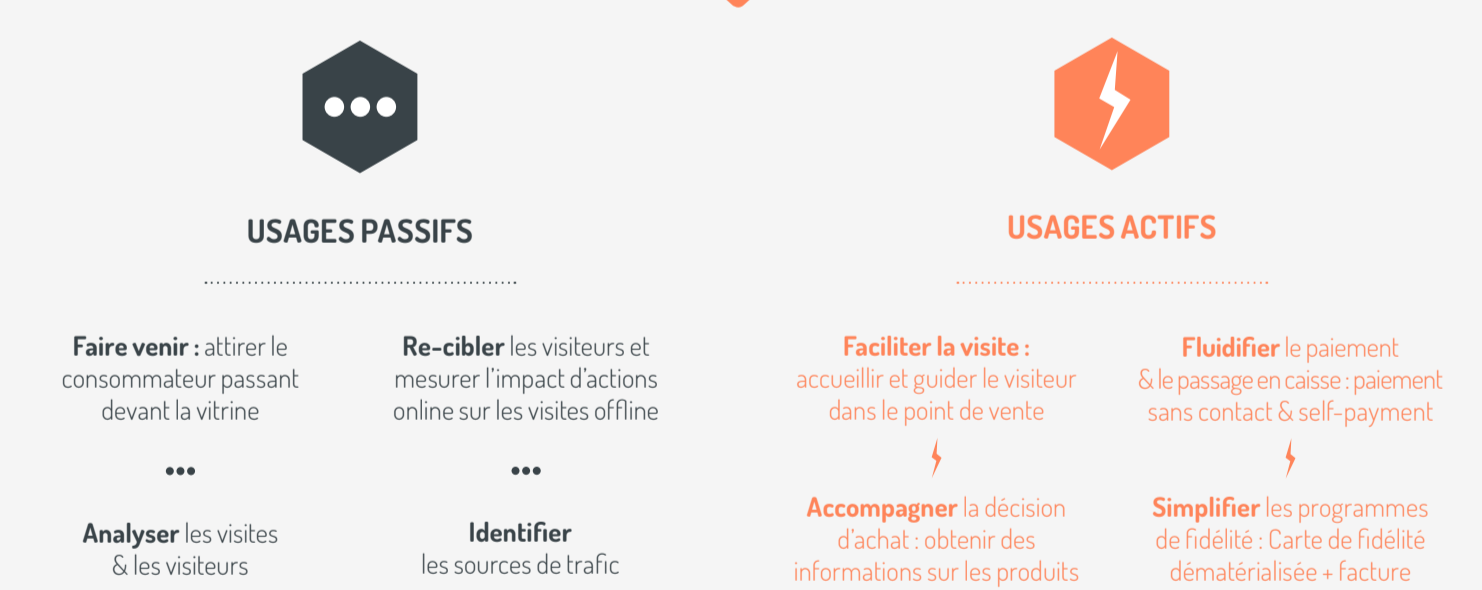 USAGES PASSIFS
Faire venir : attirer le
consommateur passant
devant la vitrine
Re-cibler les visiteurs et
mesurer l'impact d'actions
online sur les visites offline
Analyser les visites
& les visiteurs
Identifier
les sources de trafic
USAGES ACTIFS
Faciliter la visite :
accueillir et guider le visiteur
dans le point de vente
Fluidifier le paiement
& le passage en caisse : paiement
sans contact & self-payment
Accompagner la décision
d'achat : obtenir des
informations sur les produits
Simplifier les programmes
de fidélité : Carte de fidélité
dématérialisée + facture